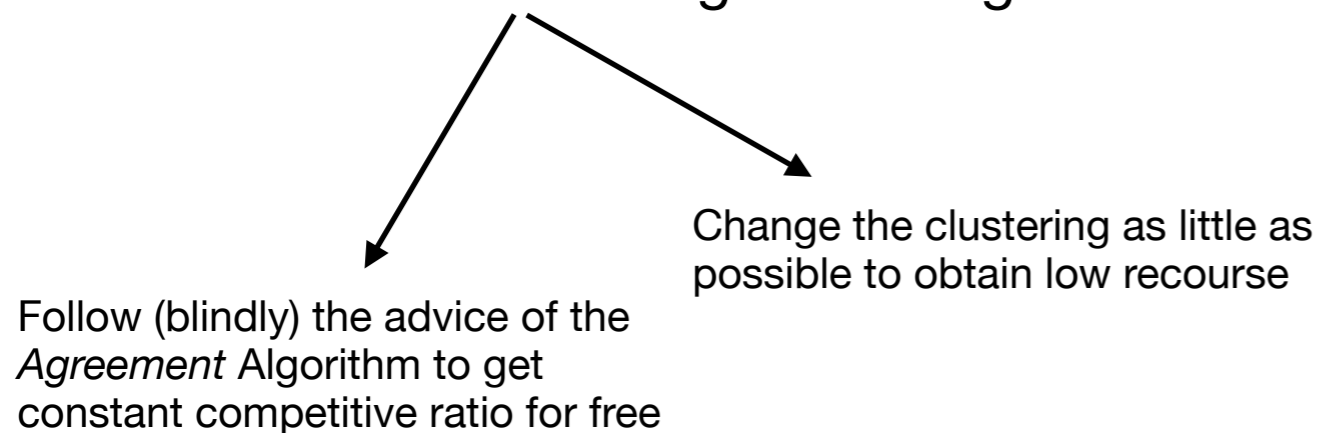 Change the clustering as little as
possible to obtain low recourse
Follow (blindly) the advice of the
Agreement Algorithm to get
constant competitive ratio for free